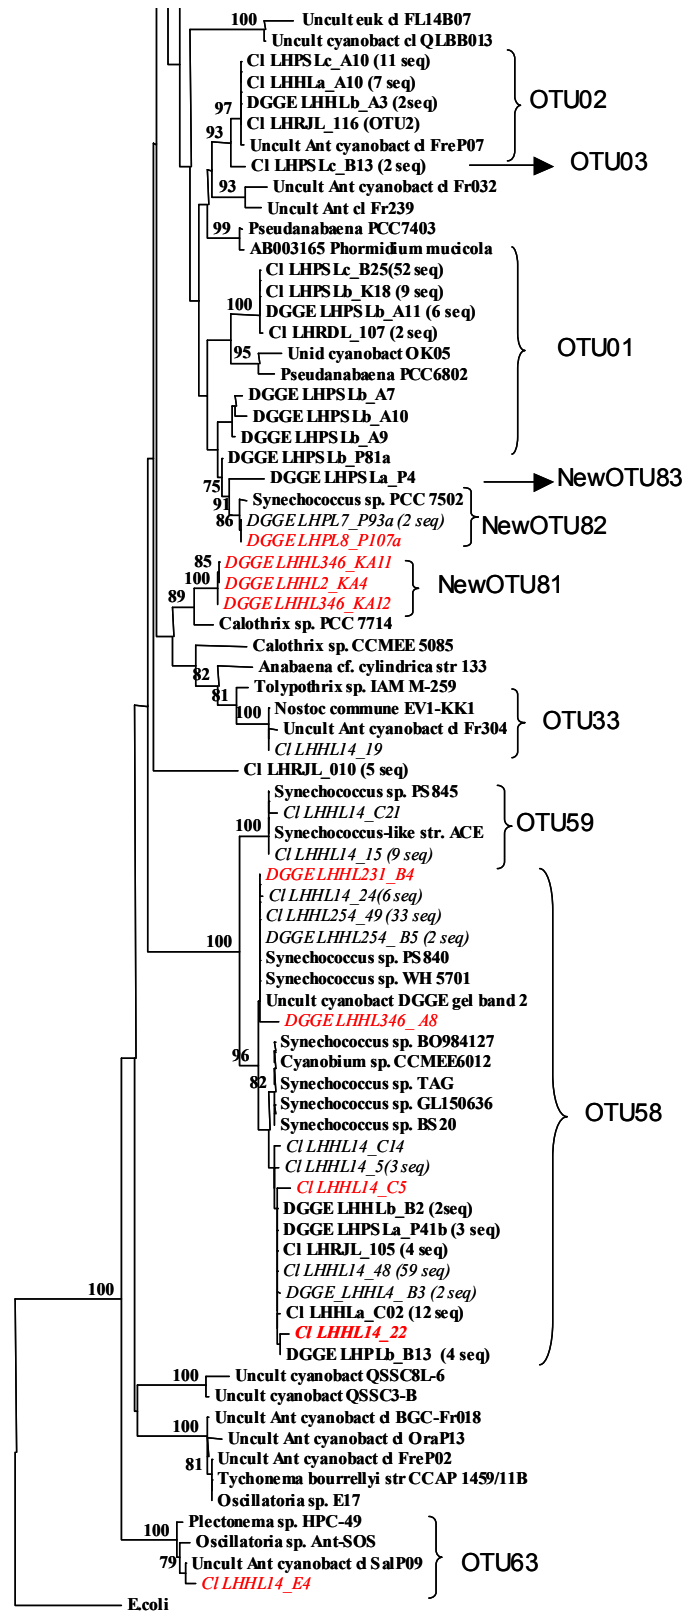 100
Uncult euk cl FL14B07
Uncult cyanobact cl QLBB013
Cl LHPSLc_A10 (11 seq)
Cl LHHLa_A10 (7 seq)
DGGE LHHLb_A3 (2seq)
OTU02
97
Cl LHRJL_116 (OTU2)
93
Uncult Ant cyanobact cl FreP07
Cl LHPSLc_B13 (2 seq)
OTU03
93
Uncult Ant cyanobact cl Fr032
Uncult Ant cl Fr239
99
Pseudanabaena PCC7403
AB003165 Phormidium mucicola
Cl LHPSLc_B25(52 seq)
Cl LHPSLb_K18 (9 seq)
100
DGGE LHPSLb_A11 (6 seq)
Cl LHRDL_107 (2 seq)
OTU01
95
Unid cyanobact OK05
Pseudanabaena PCC6802
DGGE LHPSLb_A7
DGGE LHPSLb_A10
DGGE LHPSLb_A9
DGGE LHPSLb_P81a
75
DGGE LHPSLa_P4
NewOTU83
91
Synechococcus sp. PCC 7502
86
DGGE LHPL7_P93a (2 seq)
NewOTU82
DGGE LHPL8_P107a
85
DGGE LHHL346_KA11
100
DGGE LHHL2_KA4
NewOTU81
89
DGGE LHHL346_KA12
Calothrix sp. PCC 7714
Calothrix sp. CCMEE 5085
82
Anabaena cf. cylindrica str 133
81
Tolypothrix sp. IAM M-259
100
Nostoc commune EV1-KK1
OTU33
Uncult Ant cyanobact cl Fr304
Cl LHHL14_19
Cl LHRJL_010 (5 seq)
Synechococcus sp. PS845
Cl LHHL14_C21
OTU59
100
Synechococcus-like str. ACE
Cl LHHL14_15 (9 seq)
DGGE LHHL231_B4
Cl LHHL14_24(6 seq)
Cl LHHL254_49 (33 seq)
100
DGGE LHHL254_B5 (2 seq)
Synechococcus sp. PS840
Synechococcus sp. WH 5701
Uncult cyanobact DGGE gel band 2
DGGE LHHL346_ A8
Synechococcus sp. BO984127
96
Cyanobium sp. CCMEE6012
82
Synechococcus sp. TAG
Synechococcus sp. GL150636
OTU58
Synechococcus sp. BS20
Cl LHHL14_C14
Cl LHHL14_5(3 seq)
Cl LHHL14_C5
DGGE LHHLb_B2 (2seq)
DGGE LHPSLa_P41b (3 seq)
Cl LHRJL_105 (4 seq)
Cl LHHL14_48 (59 seq)
100
DGGE_LHHL4_ B3 (2 seq)
Cl LHHLa_C02 (12 seq)
Cl LHHL14_22
DGGE LHPLb_B13 (4 seq)
100
Uncult cyanobact QSSC8L-6
Uncult cyanobact QSSC3-B
Uncult Ant cyanobact cl BGC-Fr018
100
Uncult Ant cyanobact cl OraP13
Uncult Ant cyanobact cl FreP02
81
Tychonema bourrellyi str CCAP 1459/11B
Oscillatoria sp. E17
Plectonema sp. HPC-49
100
Oscillatoria sp. Ant-SOS
79
Uncult Ant cyanobact cl SalP09
OTU63
Cl LHHL14_E4
E.coli